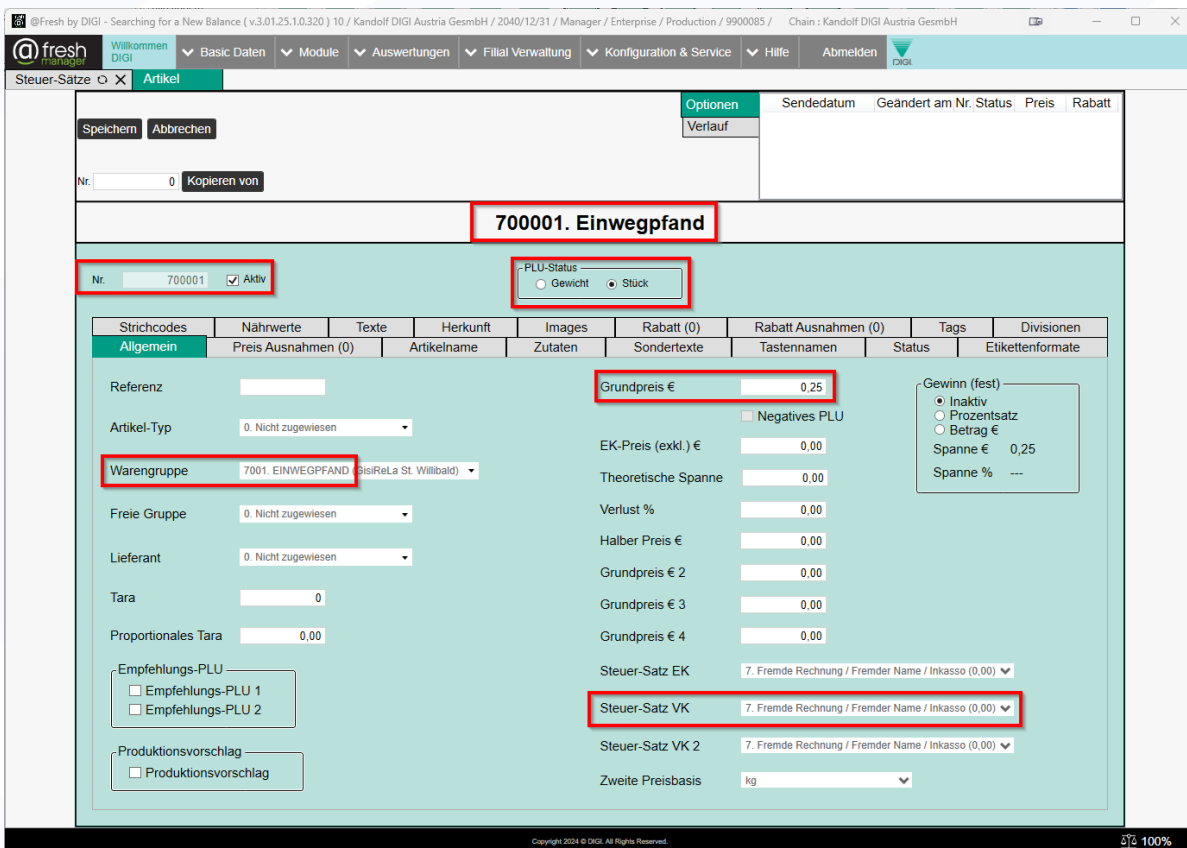 @Fresh by DIGI - Searching for a New Balance ( v.3.01.25.1.0.320 ) 10 / Kandolf DIGI Austria GesmbH / 2040/12/31 / Manager / Enterprise / Production / 9900085 / Chain : Kandolf DIGI Austria GesmbH
@fresh manager
Willkommen DIGI
Basic Daten Module Auswertungen Filial Verwaltung Konfiguration & Service Hilfe Abmelden
DIGI
Steuer-Sätze Artikel
Optionen
Verlauf
Sendedatum Geändert am Nr. Status Preis Rabatt
Speichern Abbrechen
Nr. 0 Kopieren von
700001. Einwegpfand
Nr. 700001 Aktiv
PLU-Status
Gewicht Stück
Strichcodes Nährwerte Texte Herkunft Images Rabatt (0) Rabatt Ausnahmen (0) Tags Divisionen
Allgemein Preis Ausnahmen (0) Artikelname Zutaten Sondertexte Tastennamen Status Etikettenformate
Referenz
Artikel-Typ 0. Nicht zugewiesen
Warengruppe 7001. EINWEGPFAND (GisiReLa St. Willibald)
Freie Gruppe 0. Nicht zugewiesen
Lieferant 0. Nicht zugewiesen
Tara 0
Proportionales Tara 0,00
Empfehlungs-PLU
Empfehlungs-PLU 1
Empfehlungs-PLU 2
Produktionsvorschlag
Produktionsvorschlag
Grundpreis € 0,25
Negatives PLU
EK-Preis (exkl.) € 0,00
Theoretische Spanne 0,00
Verlust % 0,00
Halber Preis € 0,00
Grundpreis € 2 0,00
Grundpreis € 3 0,00
Grundpreis € 4 0,00
Steuer-Satz EK 7. Fremde Rechnung / Fremder Name / Inkasso (0,00)
Steuer-Satz VK 7. Fremde Rechnung / Fremder Name / Inkasso (0,00)
Steuer-Satz VK 2 7. Fremde Rechnung / Fremder Name / Inkasso (0,00)
Zweite Preisbasis kg
Gewinn (fest)
Inaktiv
Prozentsatz
Betrag €
Spanne € 0,25
Spanne % ---
Copyright 2024 © DIGI. All Rights Reserved.
100%